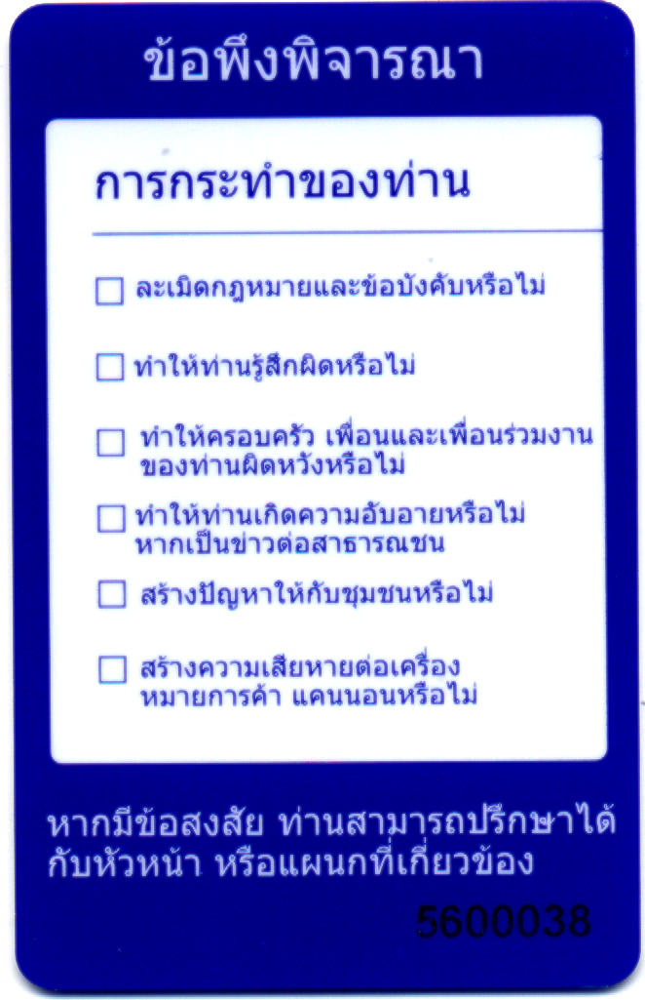 ข้อพึงพิจารณา
การกระทำของท่าน
ละเมิดกฎหมายและข้อบังคับหรือไม่
ทำให้ท่านรู้สึกผิดหรือไม่
ทำให้ครอบครัว เพื่อนและเพื่อนร่วมงาน
ของท่านผิดหวังหรือไม่
ทำให้ท่านเกิดความอับอายหรือไม่
หากเป็นข่าวต่อสาธารณชน
สร้างปัญหาให้กับชุมชนหรือไม่
สร้างความเสียหายต่อเครื่อง
หมายการค้า แคนนอนหรือไม่
หากมีข้อสงสัย ท่านสามารถปรึกษาได้
กับหัวหน้า หรือแผนกที่เกี่ยวข้อง
5600038